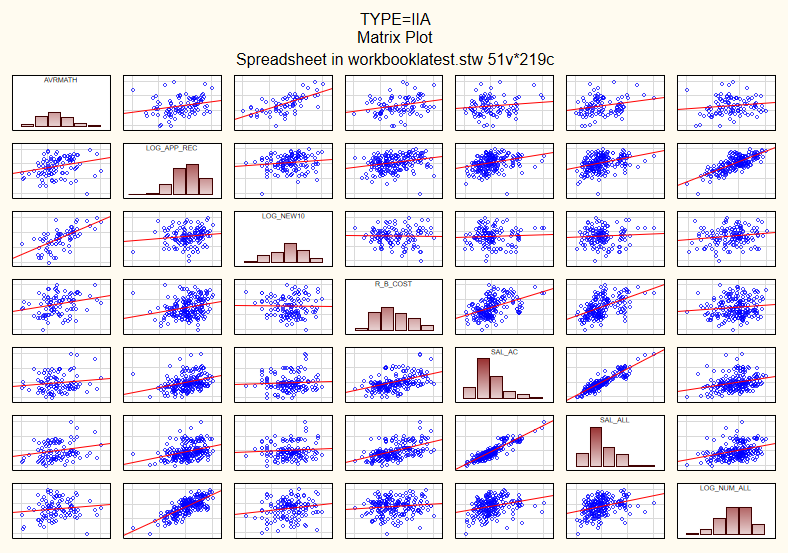 TYPE=IIA
Matrix Plot
Spreadsheet in workbooklatest.stw 51v*219c
AVRMATH
LOG_APP_REC
LOG_NEW10
R_B_COST
SAL_AC
SAL_ALL
LOG_NUM_ALL